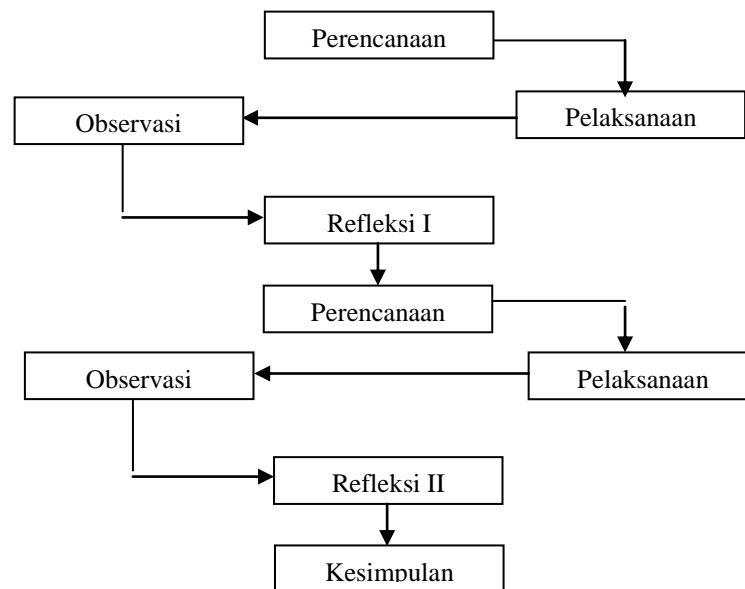 Perencanaan
Pelaksanaan
Observasi
Refleksi I
Perencanaan
Pelaksanaan
Observasi
Refleksi II
Kesimpulan